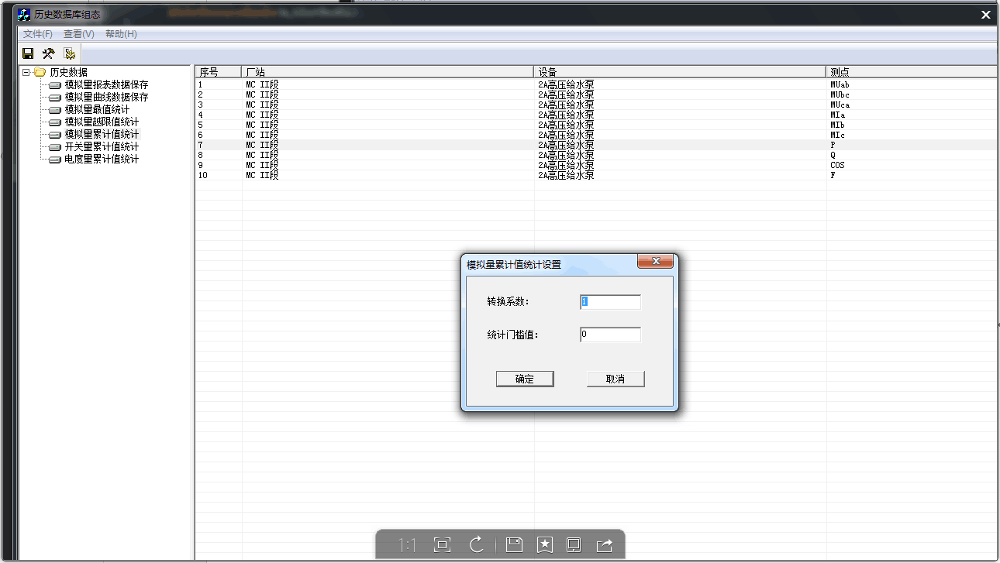 历史数据库组态
文件(F) 查看(V) 帮助(H)
历史数据
模拟量报表数据保存
模拟量曲线数据保存
模拟量最值统计
模拟量越限值统计
模拟量累计值统计
开关量累计值统计
电度量累计值统计
序号 厂站 设备 测点
1 MC II段 2A高压给水泵 MUab
2 MC II段 2A高压给水泵 MUbc
3 MC II段 2A高压给水泵 MUca
4 MC II段 2A高压给水泵 MIa
5 MC II段 2A高压给水泵 MIb
6 MC II段 2A高压给水泵 MIc
7 MC II段 2A高压给水泵 P
8 MC II段 2A高压给水泵 Q
9 MC II段 2A高压给水泵 COS
10 MC II段 2A高压给水泵 F
模拟量累计值统计设置
转换系数: 1
统计门槛值: 0
确定 取消
1:1